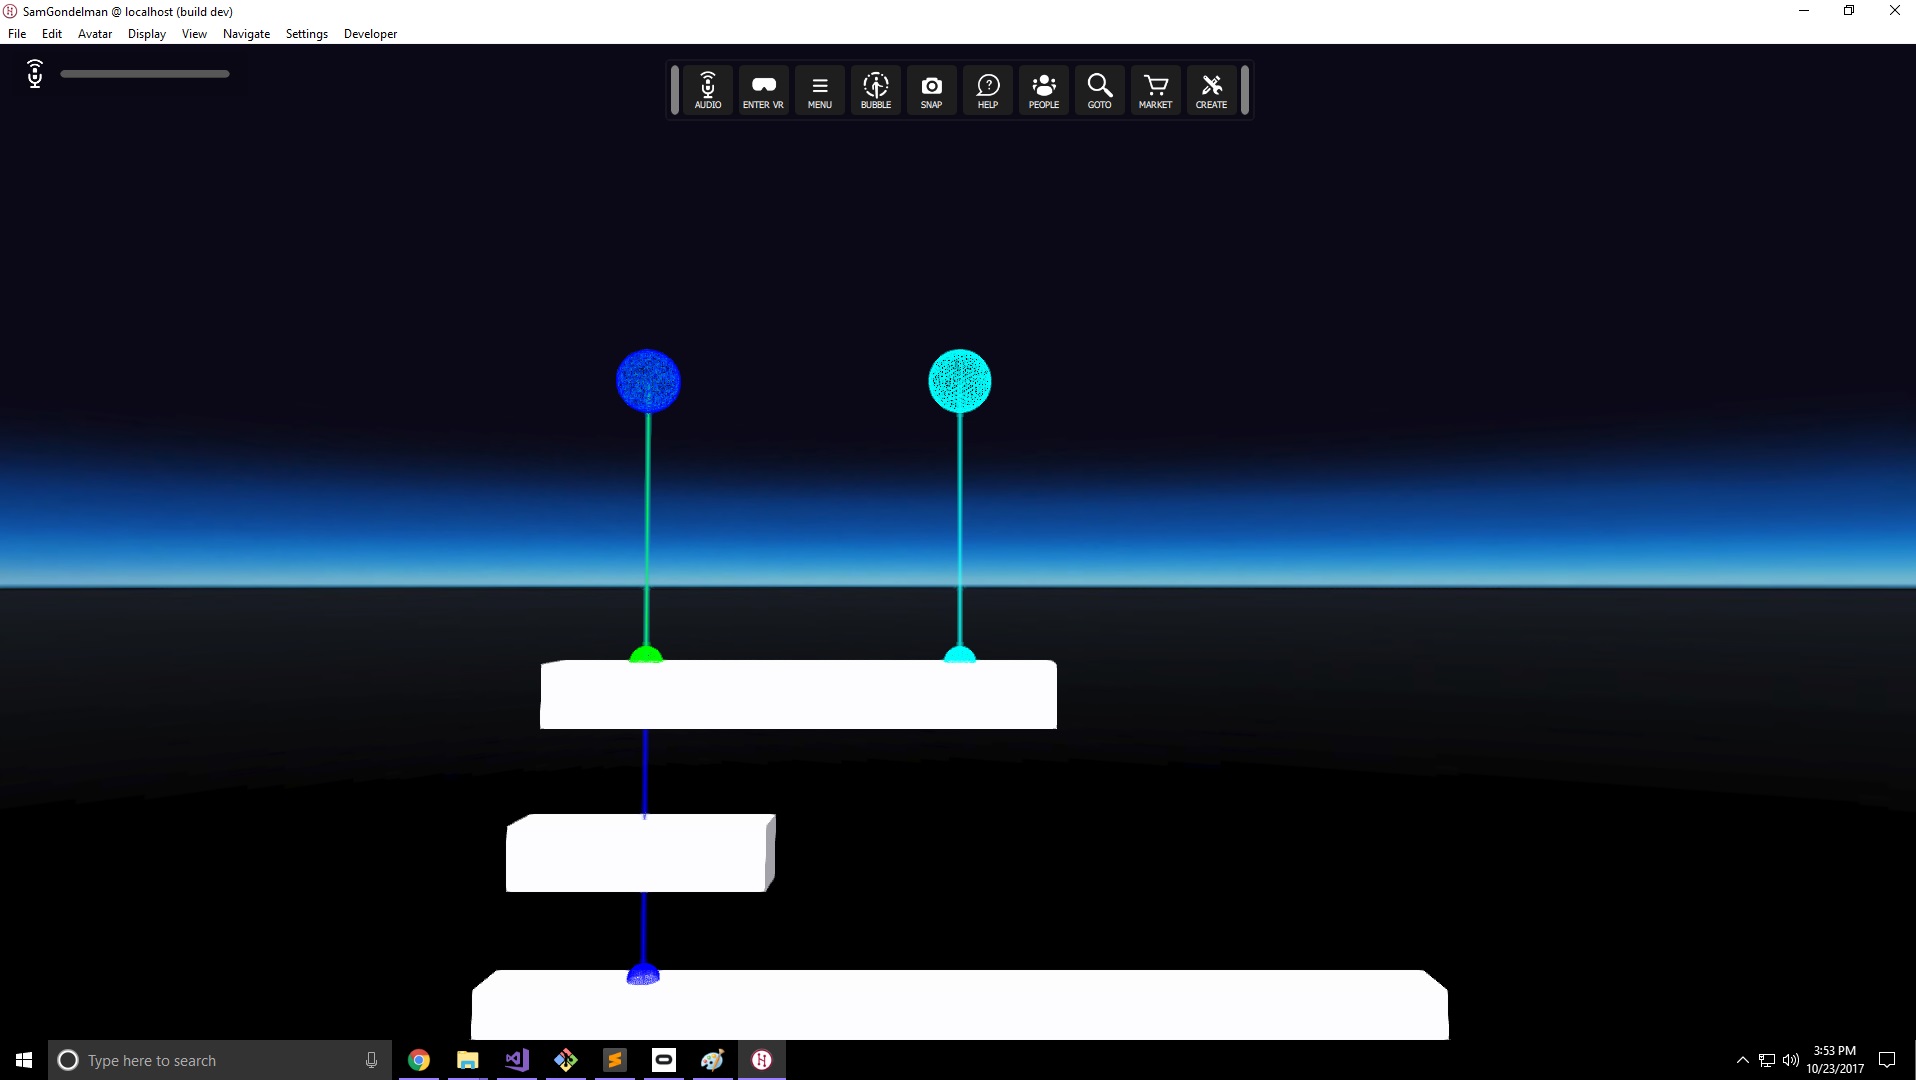 SamGondelman @ localhost (build dev)
File Edit Avatar Display View Navigate Settings Developer
AUDIO ENTER VR MENU BUBBLE SNAP HELP PEOPLE GOTO MARKET CREATE
Type here to search
3:53 PM
10/23/2017